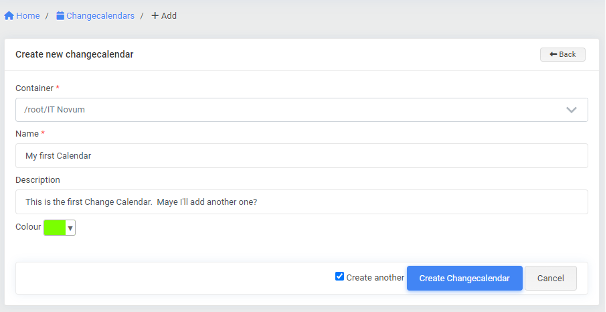 Home / Changecalendars / + Add
Create new changecalendar
Back
Container *
/root/IT Novum
Name *
My first Calendar
Description
This is the first Change Calendar. Maye I'll add another one?
Colour
Create another Create Changecalendar Cancel